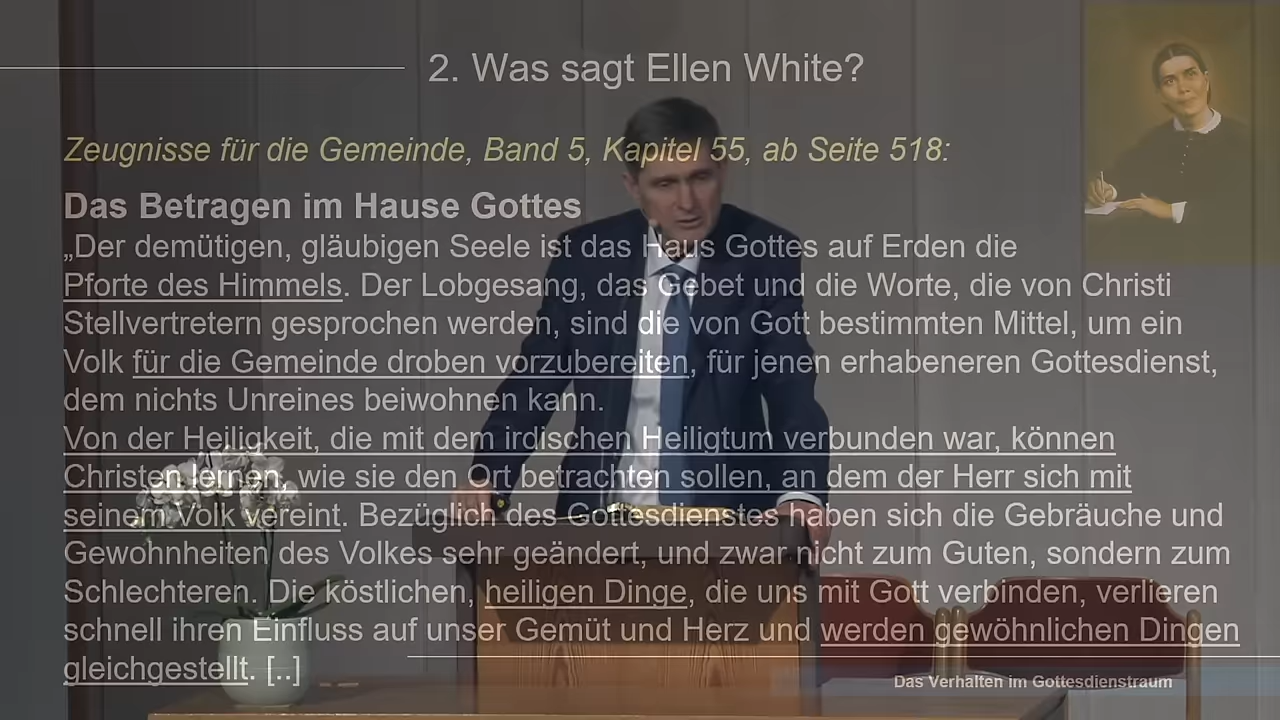 2. Was sagt Ellen White?
Zeugnisse für die Gemeinde, Band 5, Kapitel 55, ab Seite 518:
Das Betragen im Hause Gottes
„Der demütigen, gläubigen Seele ist das Haus Gottes auf Erden die
Pforte des Himmels. Der Lobgesang, das Gebet und die Worte, die von Christi
Stellvertretern gesprochen werden, sind die von Gott bestimmten Mittel, um ein
Volk für die Gemeinde droben vorzubereiten, für jenen erhabeneren Gottesdienst,
dem nichts Unreines beiwohnen kann.
Von der Heiligkeit, die mit dem irdischen Heiligtum verbunden war, können
Christen lernen, wie sie den Ort betrachten sollen, an dem der Herr sich mit
seinem Volk vereint. Bezüglich des Gottesdienstes haben sich die Gebräuche und
Gewohnheiten des Volkes sehr geändert, und zwar nicht zum Guten, sondern zum
Schlechteren. Die köstlichen, heiligen Dinge, die uns mit Gott verbinden, verlieren
schnell ihren Einfluss auf unser Gemüt und Herz und werden gewöhnlichen Dingen
gleichgestellt. [..]
Das Verhalten im Gottesdienstraum